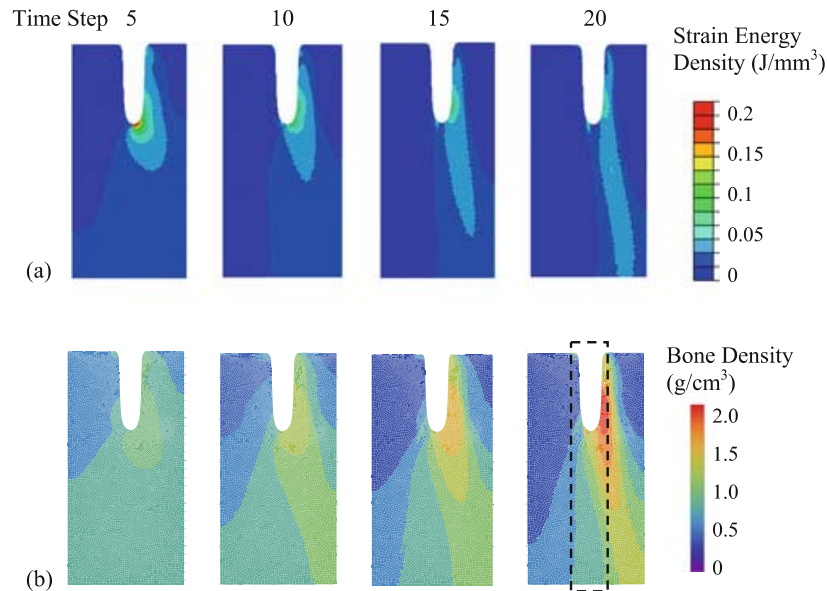 Time Step 5 10 15 20
Strain Energy
Density (J/mm³)
0.2
0.15
0.1
0.05
0
(a)
Bone Density
(g/cm³)
2.0
1.5
1.0
0.5
0
(b)